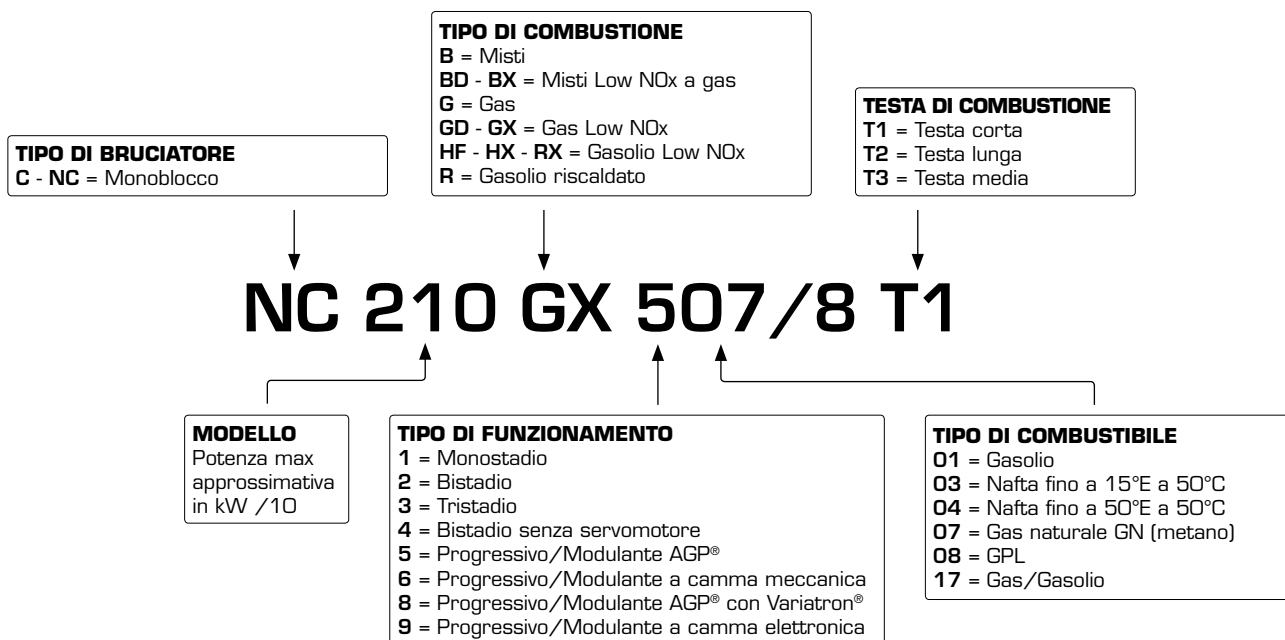 TIPO DI COMBUSTIONE
B = Misti
BD - BX = Misti Low NOx a gas
G = Gas
GD - GX = Gas Low NOx
HF - HX - RX = Gasolio Low NOx
R = Gasolio riscaldato
TESTA DI COMBUSTIONE
T1 = Testa corta
T2 = Testa lunga
T3 = Testa media
TIPO DI BRUCIATORE
C - NC = Monoblocco
NC 210 GX 507/8 T1
MODELLO
Potenza max
approssimativa
in kW /10
TIPO DI FUNZIONAMENTO
1 = Monostadio
2 = Bistadio
3 = Tristadio
4 = Bistadio senza servomotore
5 = Progressivo/Modulante AGP®
6 = Progressivo/Modulante a camma meccanica
8 = Progressivo/Modulante AGP® con Variatron®
9 = Progressivo/Modulante a camma elettronica
TIPO DI COMBUSTIBILE
01 = Gasolio
03 = Nafta fino a 15°E a 50°C
04 = Nafta fino a 50°E a 50°C
07 = Gas naturale GN (metano)
08 = GPL
17 = Gas/Gasolio